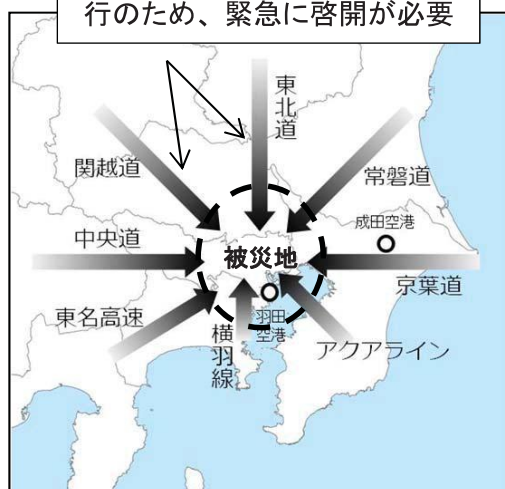 行のため、緊急に啓開が必要
東北道
関越道
常磐道
成田空港
中央道
被災地
京葉道
東名高速
羽田
空港
横羽線
アクアライン